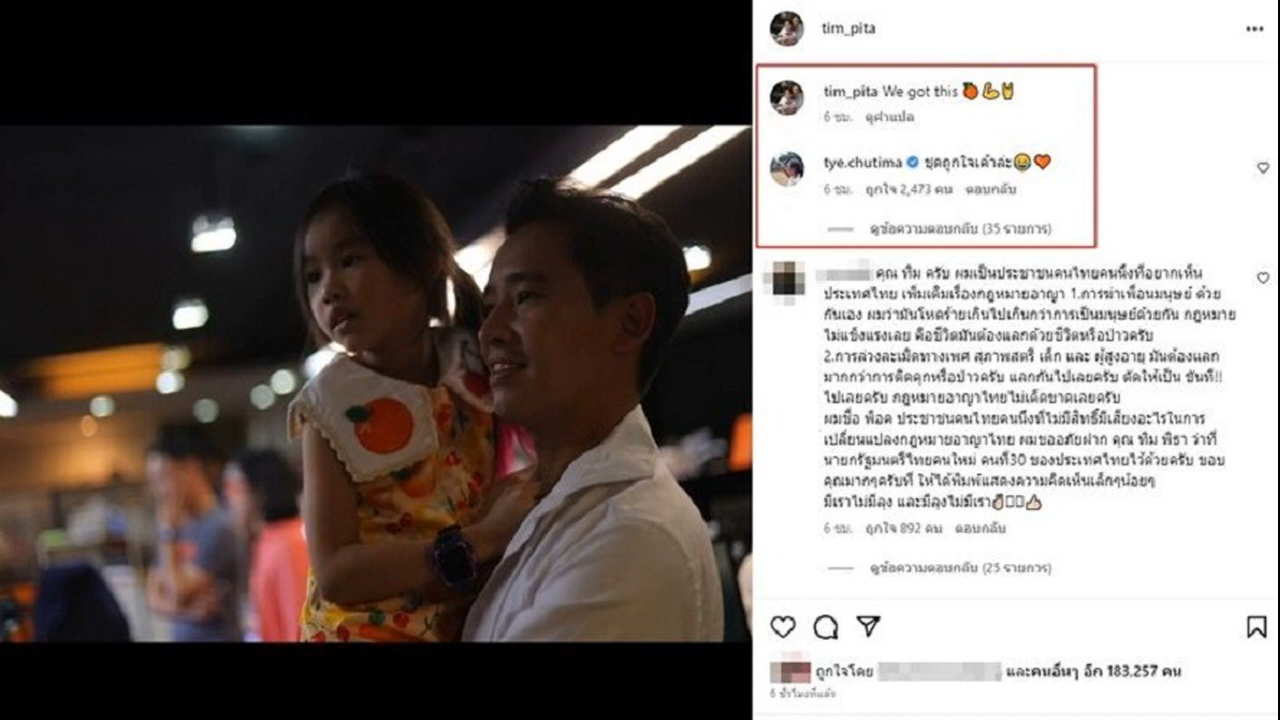 tim_pita
tim_pita We got this 🍊💪🤘
6 ชม. ดูคำแปล
tye.chutima ชุดถูกใจเค้าล่ะ😂❤️
6 ชม. ถูกใจ 2,473 คน ตอบกลับ
ดูข้อความตอบกลับ (35 รายการ)
คุณ ทิม ครับ ผมเป็นประชาชนคนไทยคนนึ่งที่อยากเห็น
ประเทศไทย เพิ่มเติมเรื่องกฎหมายอาญา 1.การฆ่าเพื่อนมนุษย์ ด้วย
กันเอง ผมว่ามันโหดร้ายเกินไปเกินกว่าการเป็นมนุษย์ด้วยกัน กฎหมาย
ไม่แข็งแรงเลย คือชีวิตมันต้องแลกด้วยชีวิตหรือป่าวครับ
2.การล่วงละเมิดทางเพศ สุภาพสตรี เด็ก และ ผู้สูงอายุ มันต้องแลก
มากกว่าการติดคุกหรือป่าวครับ แลกกันไปเลยครับ ตัดให้เป็น ขันที!!
ไปเลยครับ กฎหมายอาญาไทยไม่เด็ดขาดเลยครับ
ผมชื่อ พ็อค ประชาชนคนไทยคนนึงที่ไม่มีสิทธิ์มีเสียงอะไรในการ
เปลี่ยนแปลงกฎหมายอาญาไทย ผมขออภัยฝาก คุณ ทิม พิธา ว่าที่
นายกรัฐมนตรีไทยคนใหม่ คนที่30 ของประเทศไทยไว้ด้วยครับ ขอบ
คุณมากๆครับที่ ให้ได้พิมพ์แสดงความคิดเห็นเล็กๆน้อยๆ
มีเราไม่มีลุง และมีลุงไม่มีเรา
6 ชม. ถูกใจ 892 คน ตอบกลับ
ดูข้อความตอบกลับ (25 รายการ)
ถูกใจโดย และคนอื่นๆ อีก 183,257 คน
6 ชั่วโมงที่แล้ว